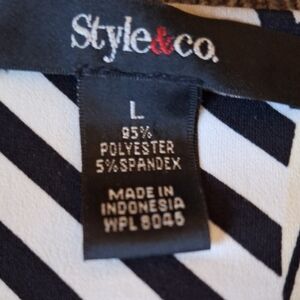 Style&co.
L
95%
POLYESTER
5% SPANDEX
MADE IN
INDONESIA
WPL 8045